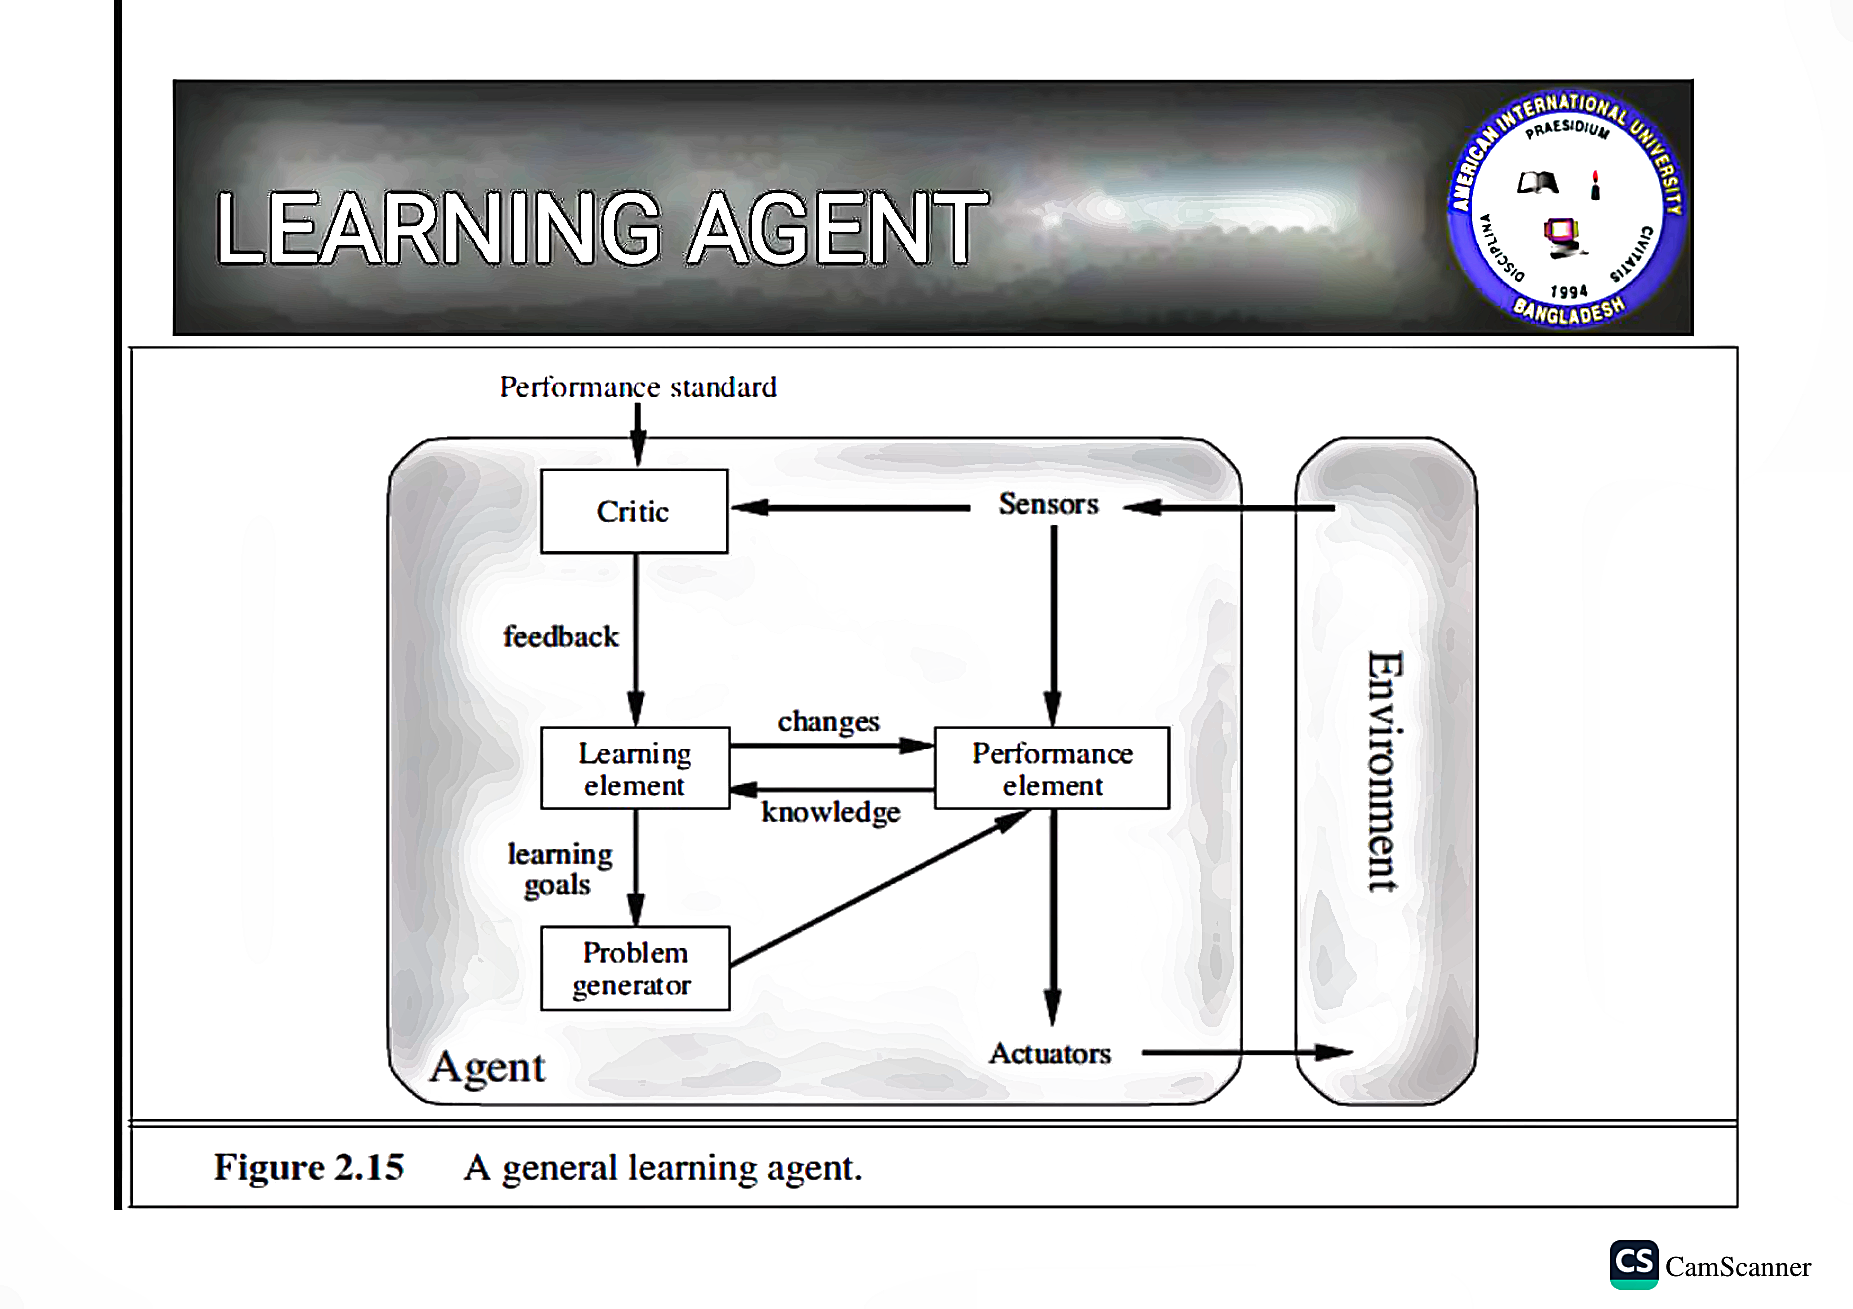 LEARNING AGENT
AMERICAN INTERNATIONAL UNIVERSITY
PRAESIDIUM
DISCIPLINA
CIVITATIS
1994
BANGLADESH
Performance standard
Critic
Sensors
feedback
changes
Learning
element
Performance
element
knowledge
learning
goals
Problem
generator
Environment
Agent
Actuators
Figure 2.15 A general learning agent.
CS CamScanner